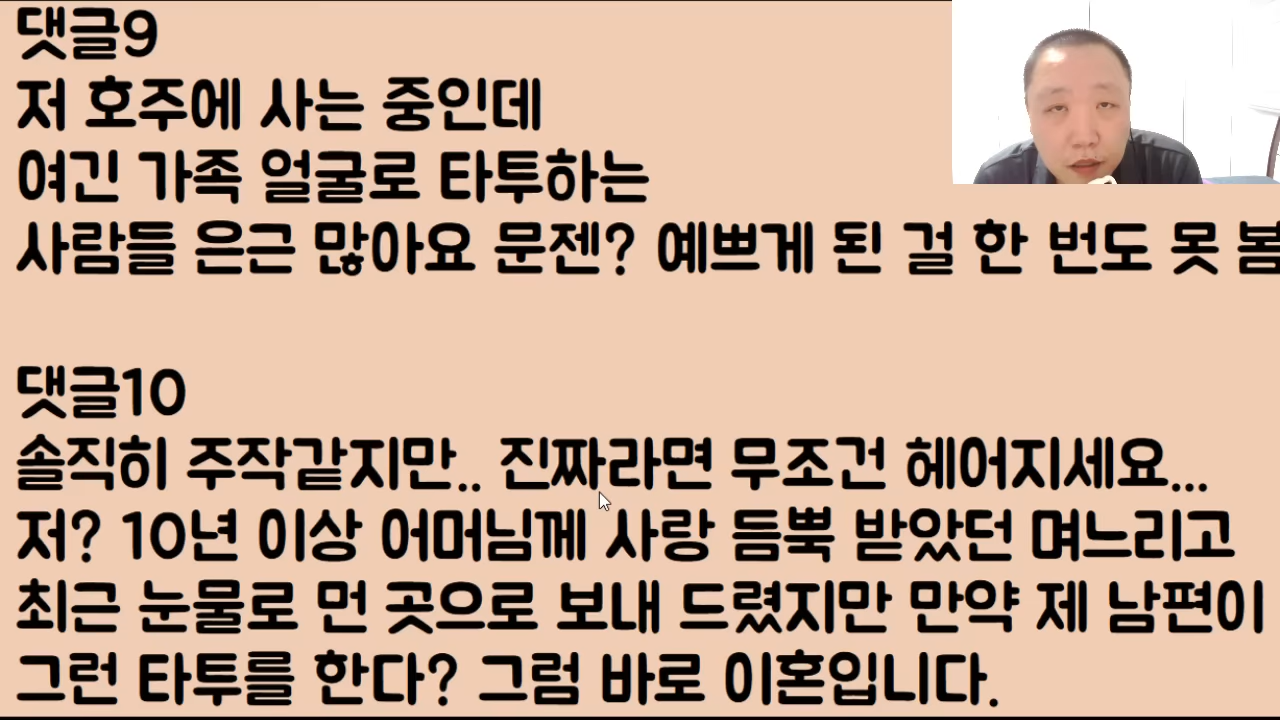 댓글9
저 호주에 사는 중인데
여긴 가족 얼굴로 타투하는
사람들 은근 많아요 문젠? 예쁘게 된 걸 한 번도 못 봄
댓글10
솔직히 주작같지만.. 진짜라면 무조건 헤어지세요...
저? 10년 이상 어머님께 사랑 듬뿍 받았던 며느리고
최근 눈물로 먼 곳으로 보내 드렸지만 만약 제 남편이
그런 타투를 한다? 그럼 바로 이혼입니다.